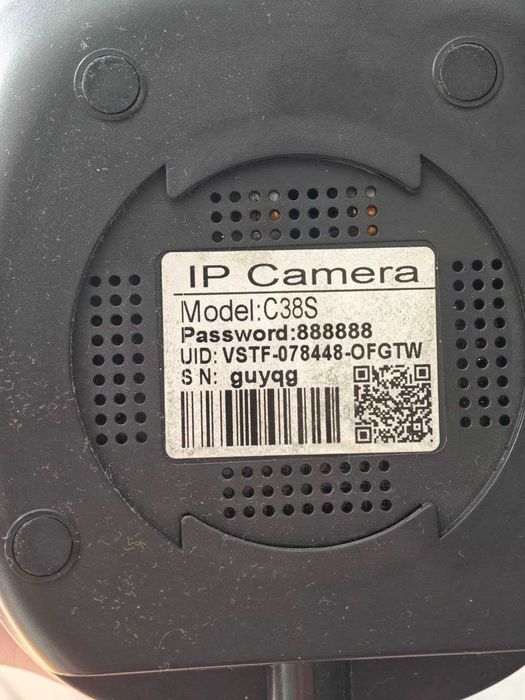 IP Camera
Model:C38S
Password:888888
UID: VSTF-078448-OFGTW
S N: guyqg